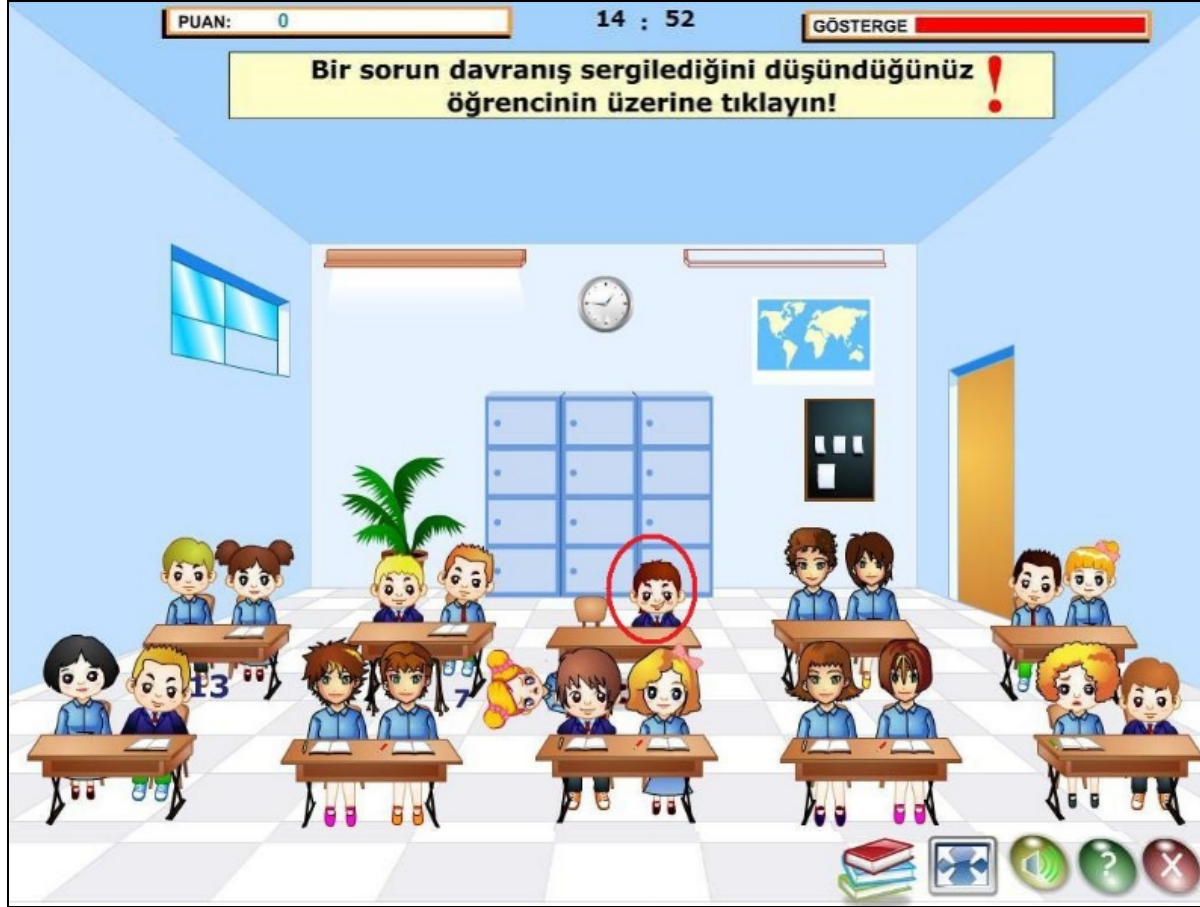 PUAN: 0
14 : 52
GÖSTERGE
Bir sorun davranış sergilediğini düşündüğünüz
öğrencinin üzerine tıklayın!
!
13
7
?
X